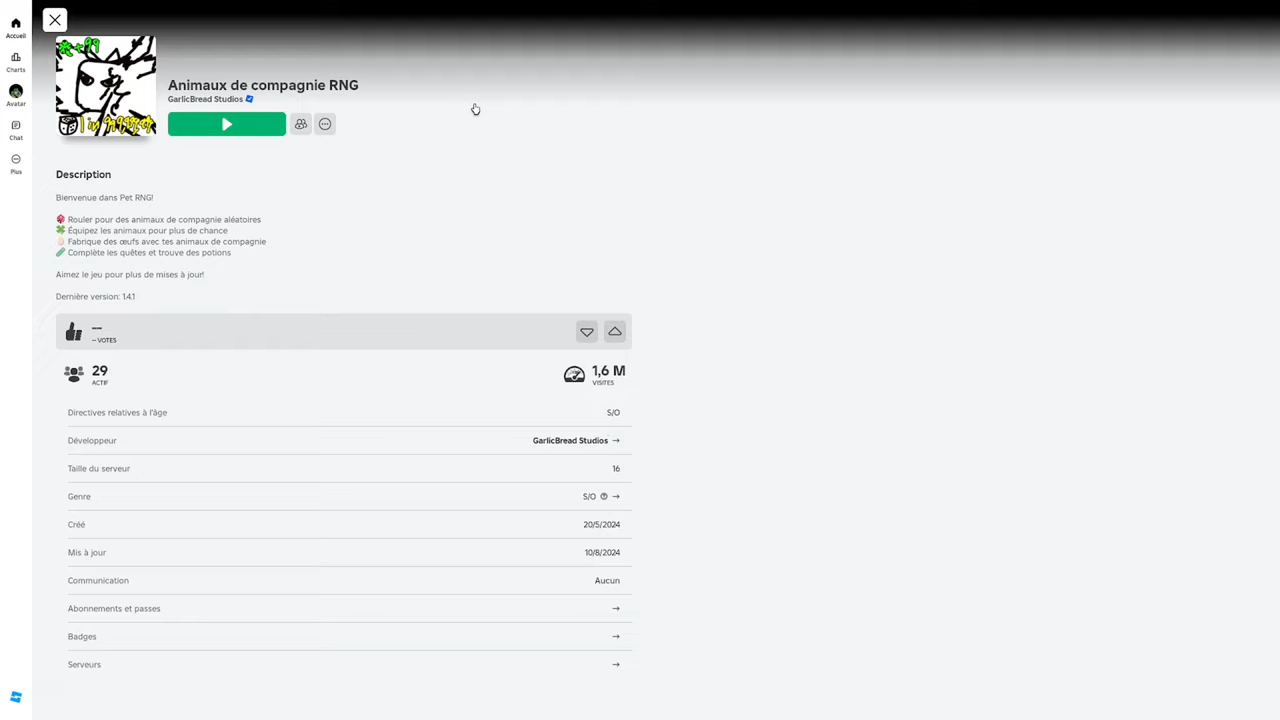 Accueil
Charts
Avatar
Chat
Plus
*+99
1 in
Animaux de compagnie RNG
GarlicBread Studios
Description
Bienvenue dans Pet RNG!
Rouler pour des animaux de compagnie aléatoires
Équipez les animaux pour plus de chance
Fabrique des œufs avec tes animaux de compagnie
Complète les quêtes et trouve des potions
Aimez le jeu pour plus de mises à jour!
Dernière version: 1.4.1
--
-- VOTES
29
ACTIF
1,6 M
VISITES
Directives relatives à l'âge S/O
Développeur GarlicBread Studios →
Taille du serveur 16
Genre S/O →
Créé 20/5/2024
Mis à jour 10/8/2024
Communication Aucun
Abonnements et passes →
Badges →
Serveurs →